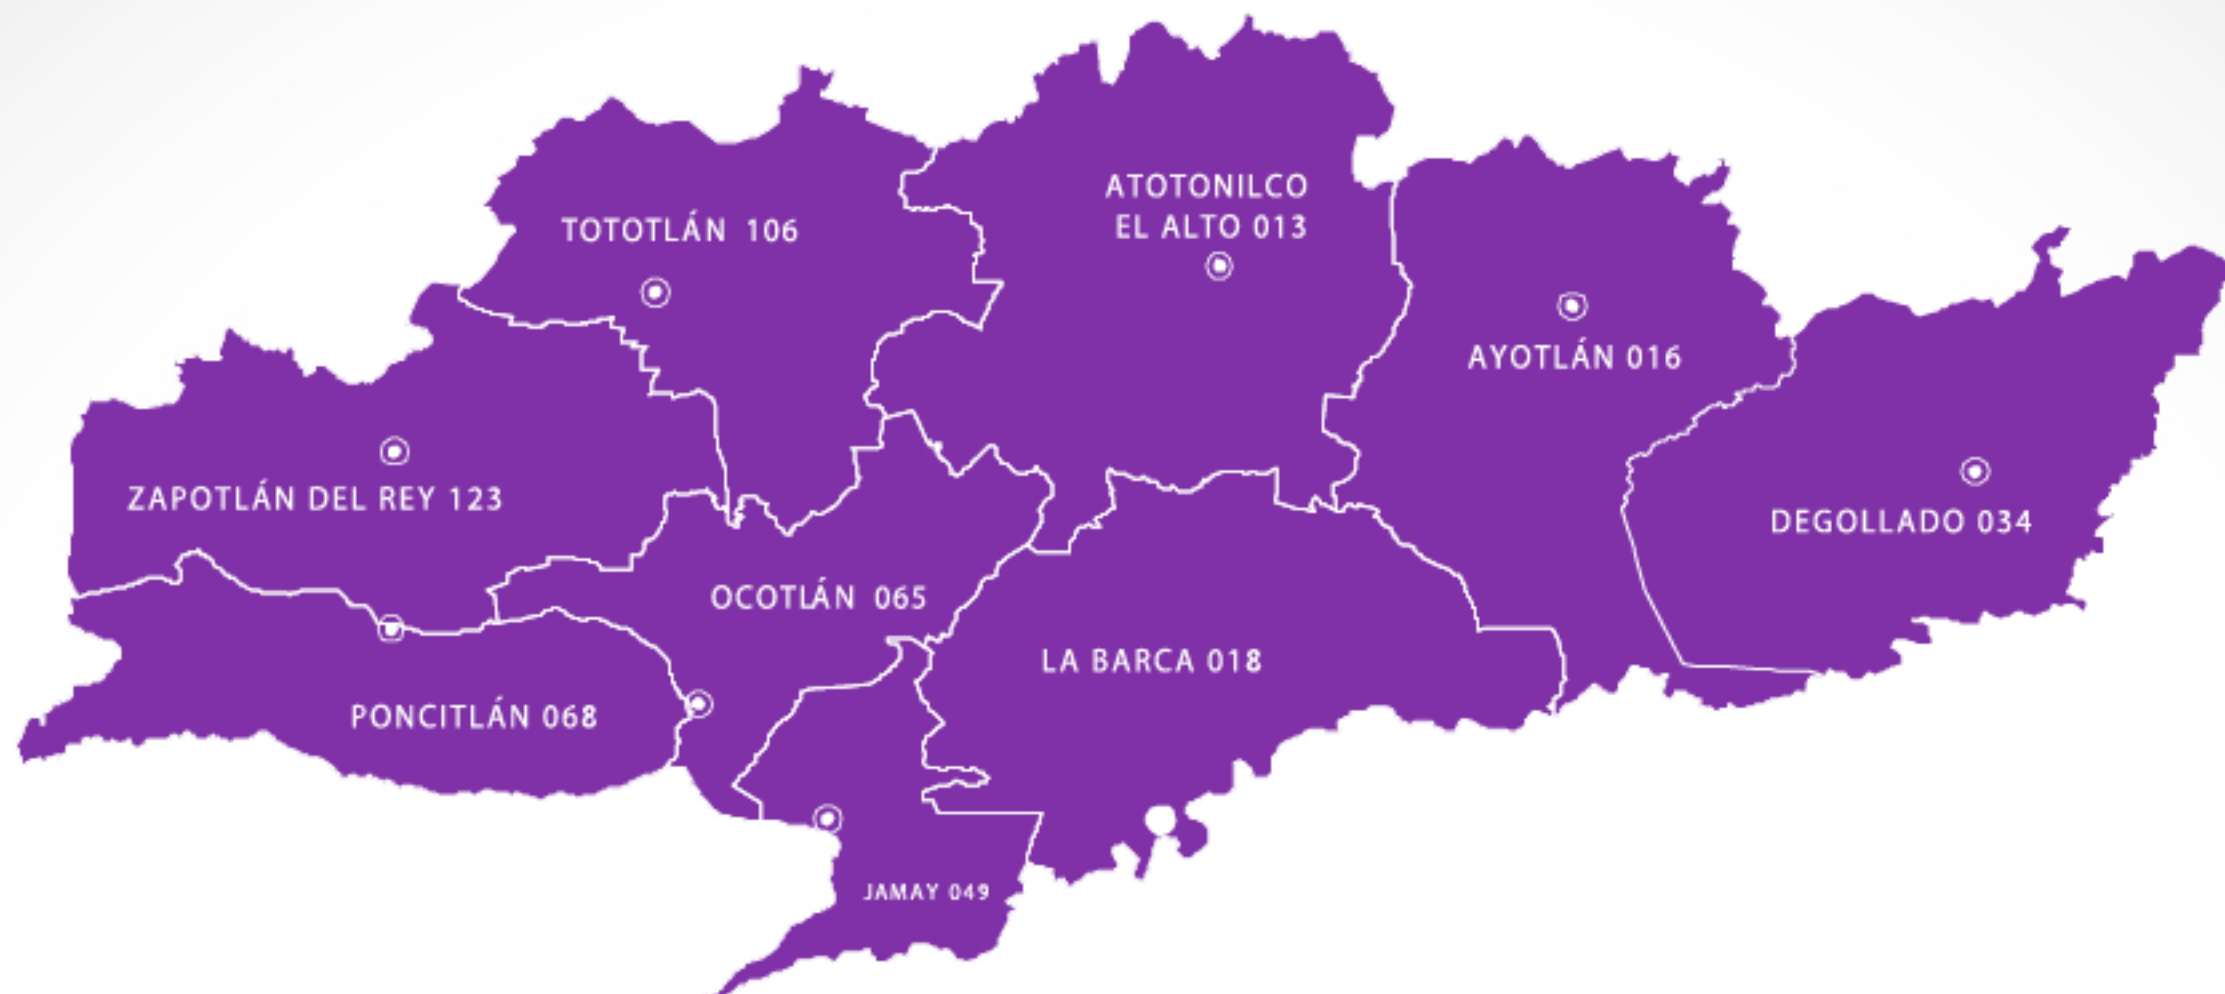 TOTOTLÁN 106
ATOTONILCO
EL ALTO 013
AYOTLÁN 016
ZAPOTLÁN DEL REY 123
DEGOLLADO 034
OCOTLÁN 065
LA BARCA 018
PONCITLÁN 068
JAMAY 049